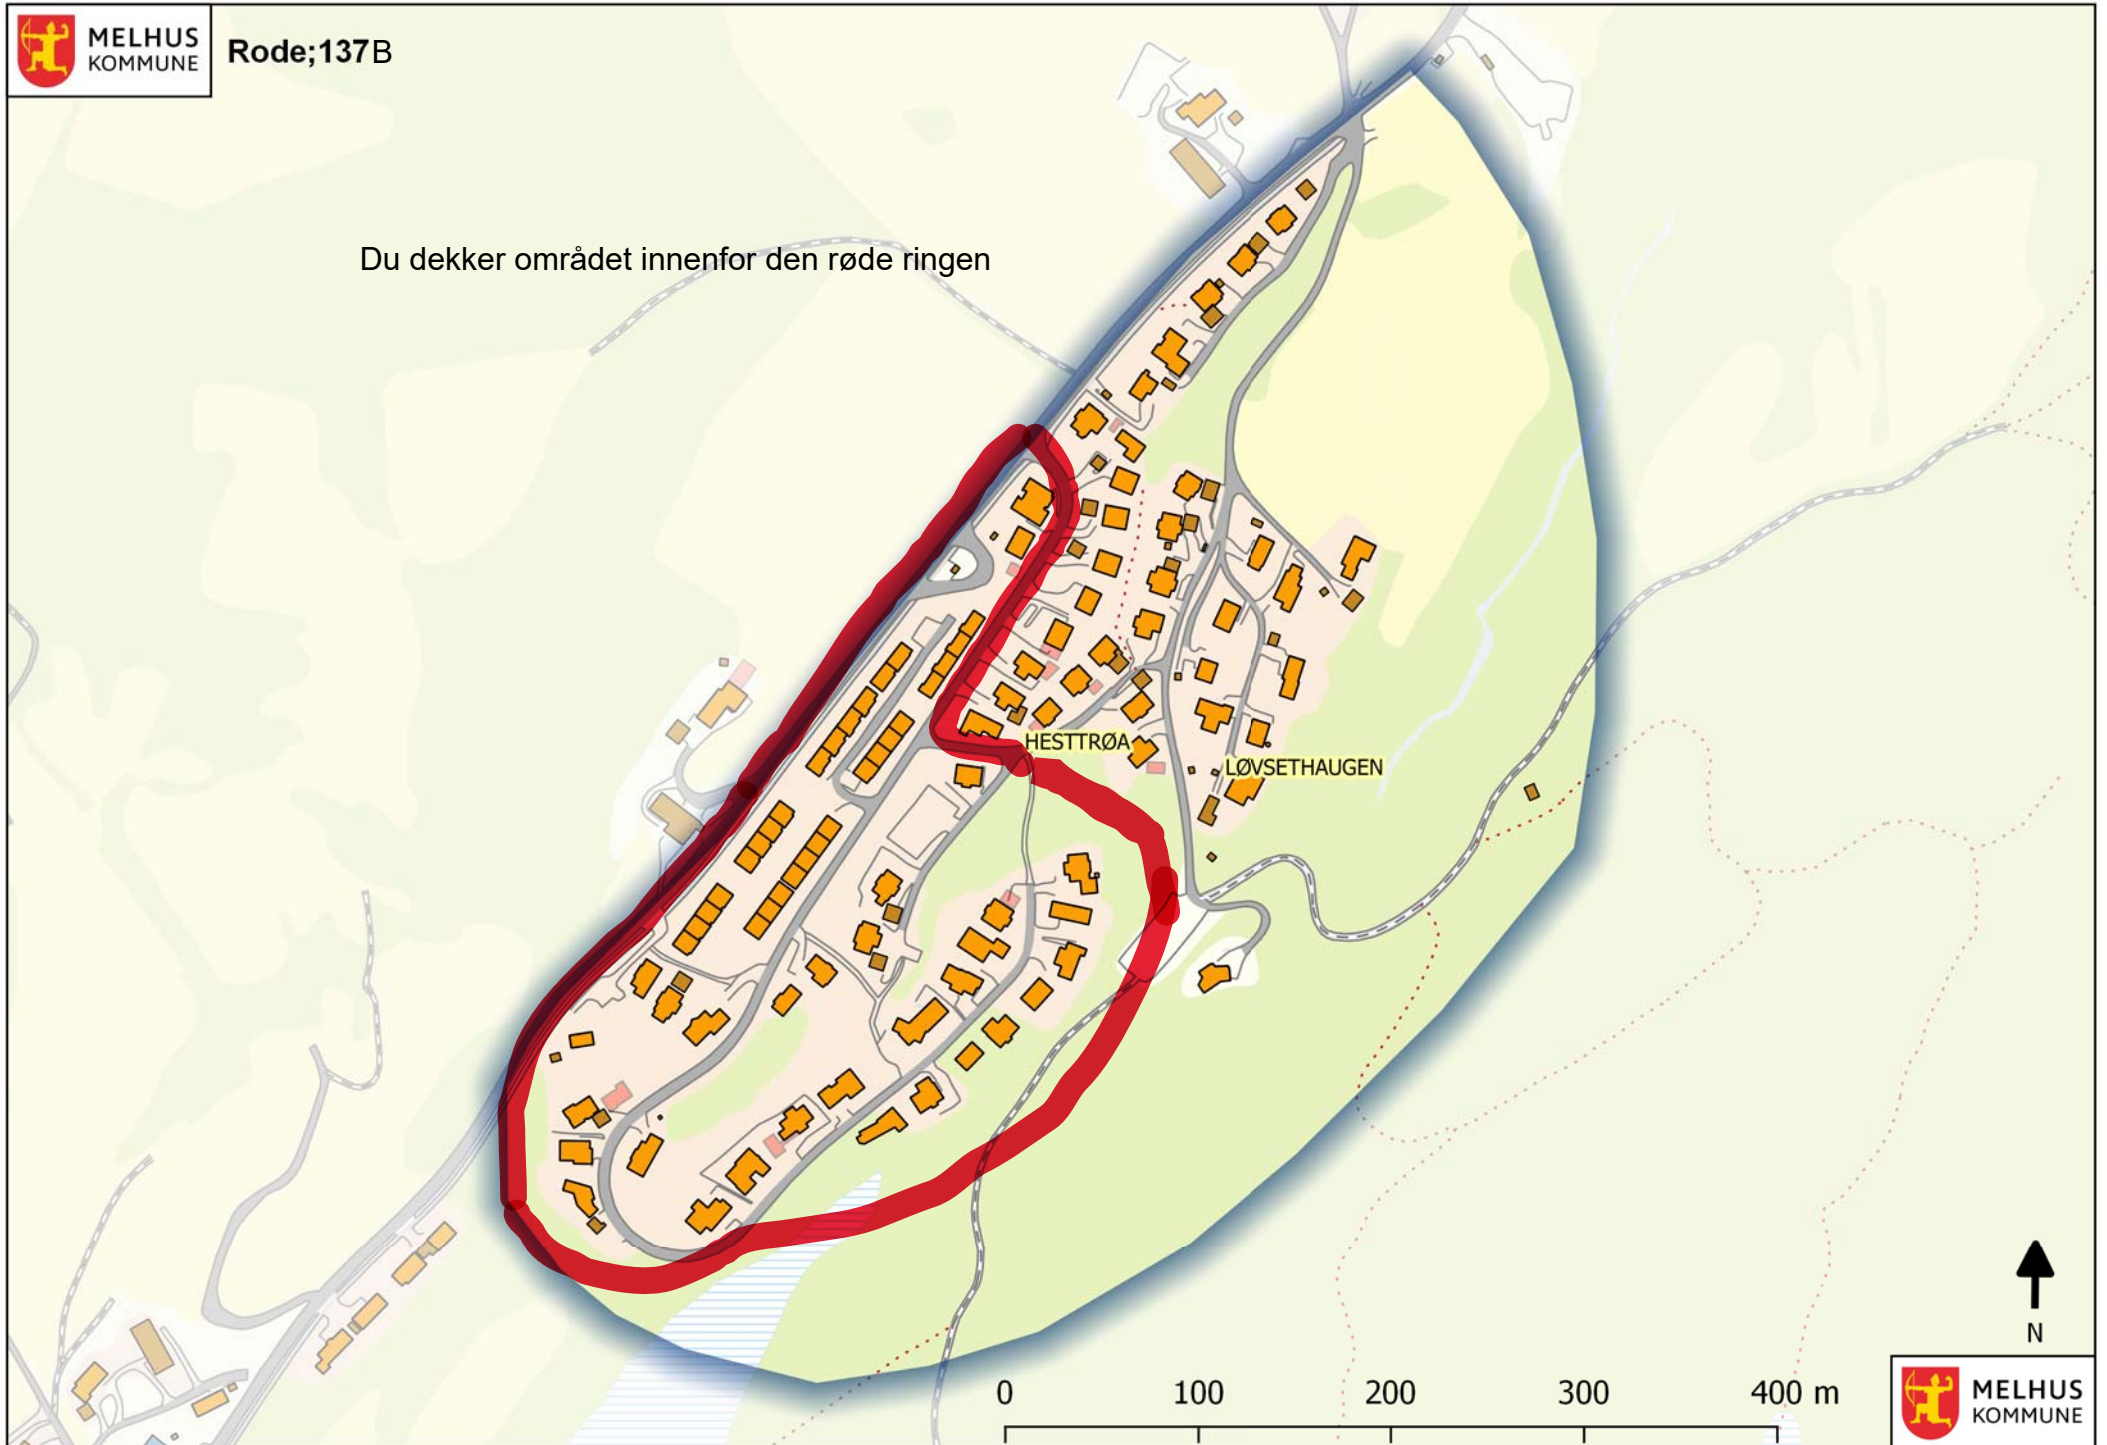 MELHUS
KOMMUNE
Rode;137B
Du dekker området innenfor den røde ringen
HESTTRØA
LØVSETHAUGEN
N
0 100 200 300 400 m
MELHUS
KOMMUNE